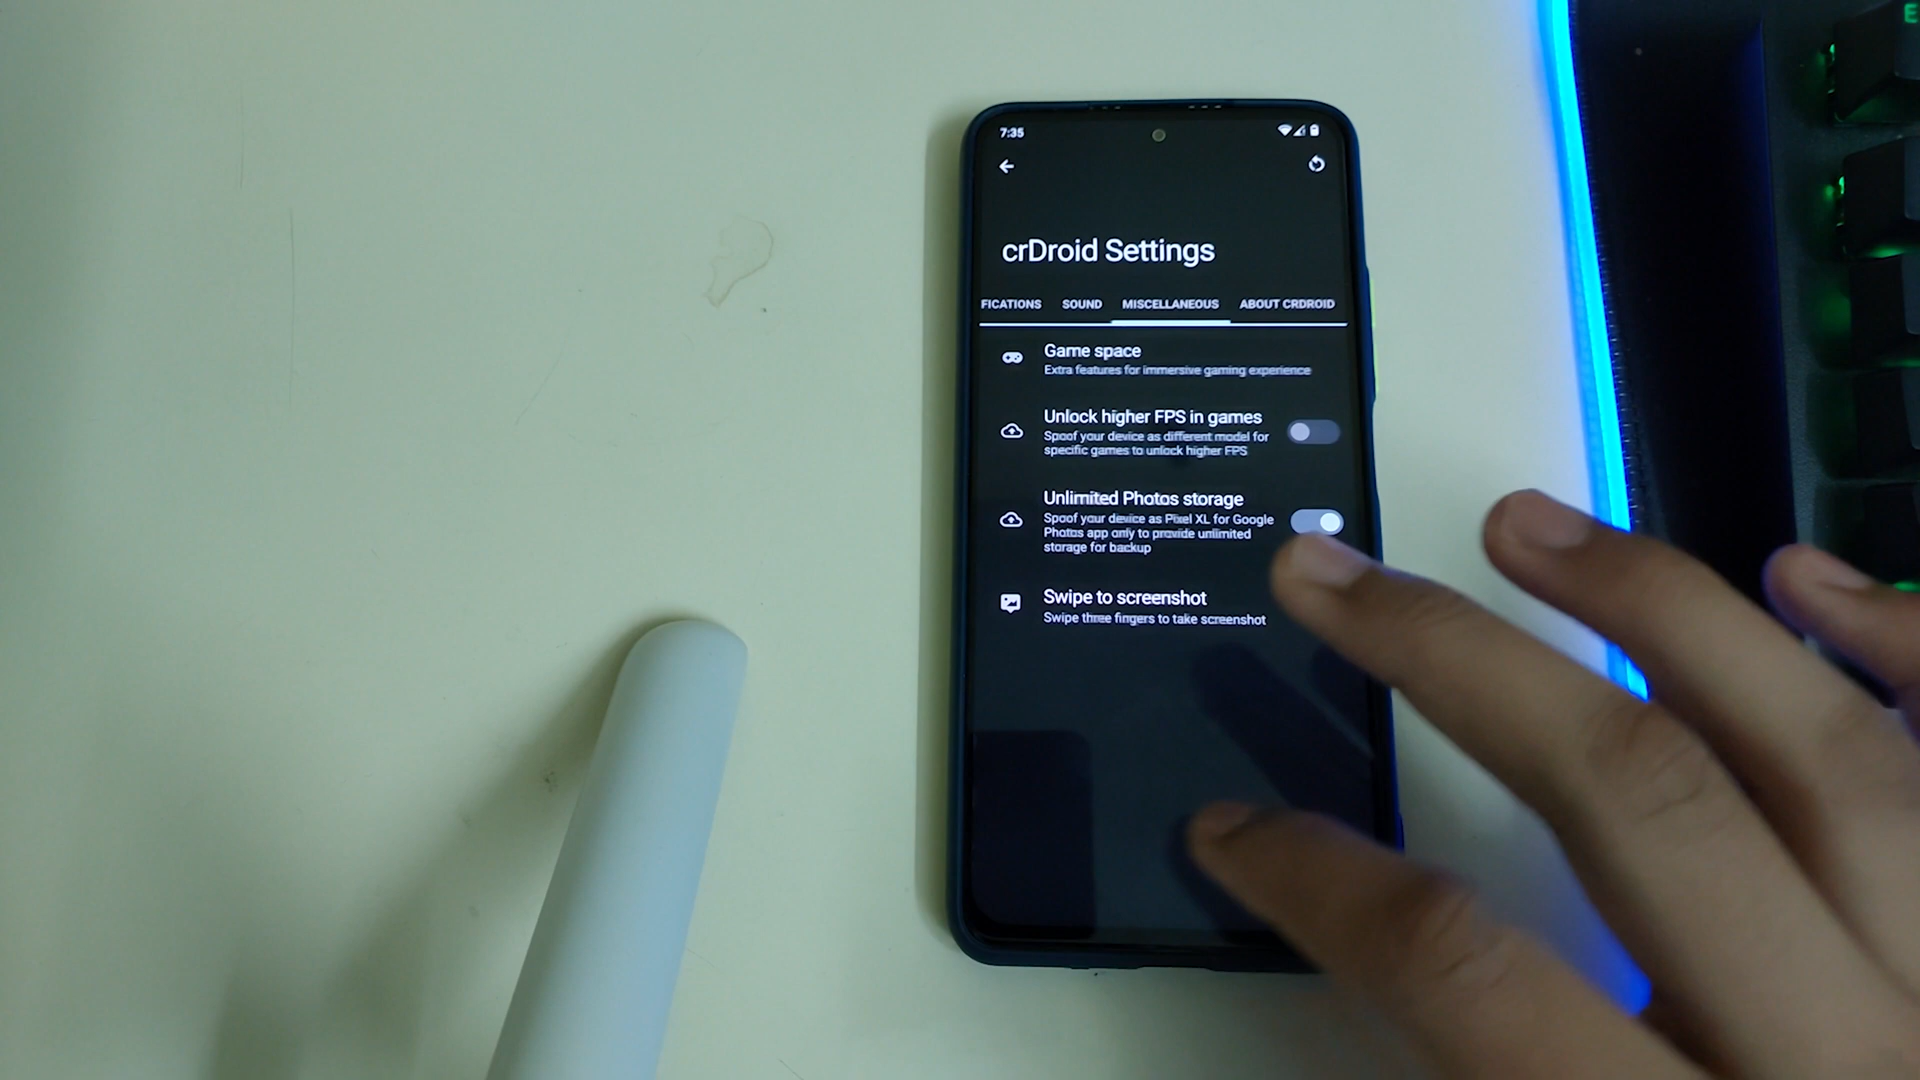 7:35
crDroid Settings
FICATIONS SOUND MISCELLANEOUS ABOUT CRDROID
Game space
Extra features for immersive gaming experience
Unlock higher FPS in games
Spoof your device as different model for
specific games to unlock higher FPS
Unlimited Photos storage
Spoof your device as Pixel XL for Google
Photos app only to provide unlimited
storage for backup
Swipe to screenshot
Swipe three fingers to take screenshot
E